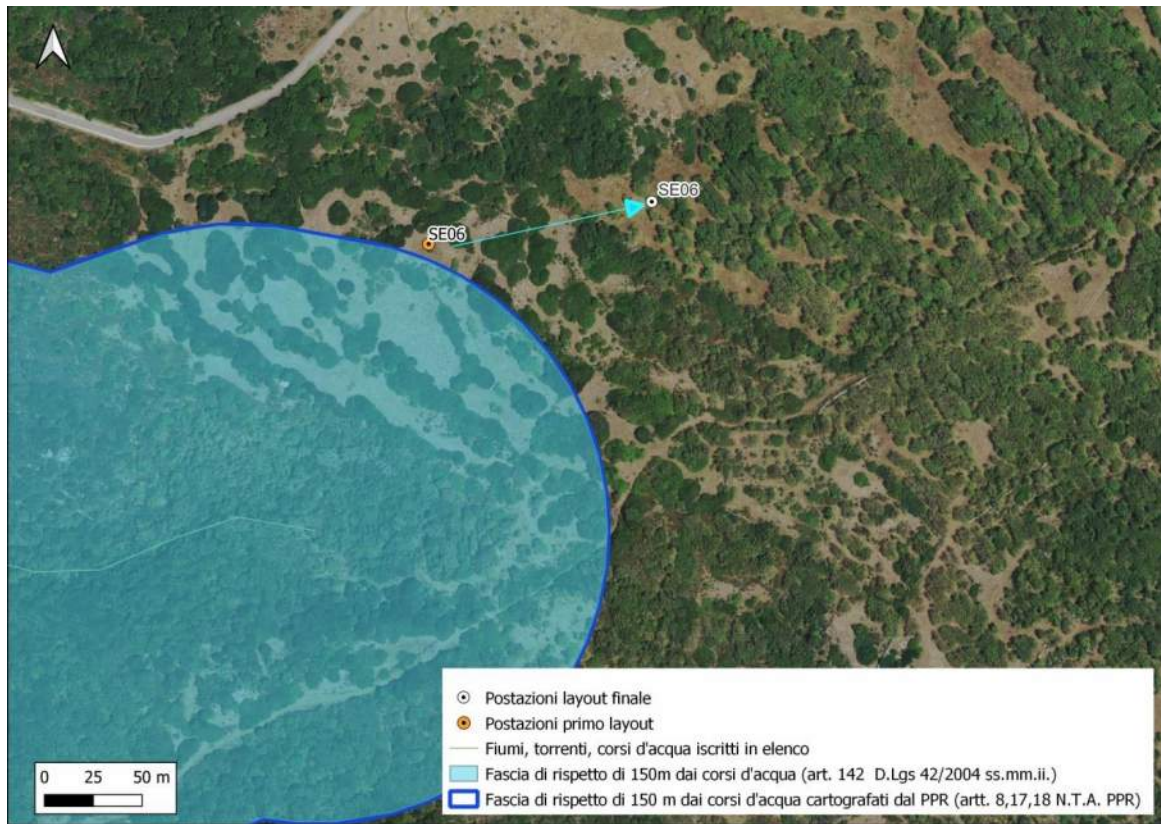 SE06
SE06
Postazioni layout finale
Postazioni primo layout
Fiumi, torrenti, corsi d'acqua iscritti in elenco
Fascia di rispetto di 150m dai corsi d'acqua (art. 142 D.Lgs 42/2004 ss.mm.ii.)
Fascia di rispetto di 150 m dai corsi d'acqua cartografati dal PPR (artt. 8,17,18 N.T.A. PPR)
0 25 50 m